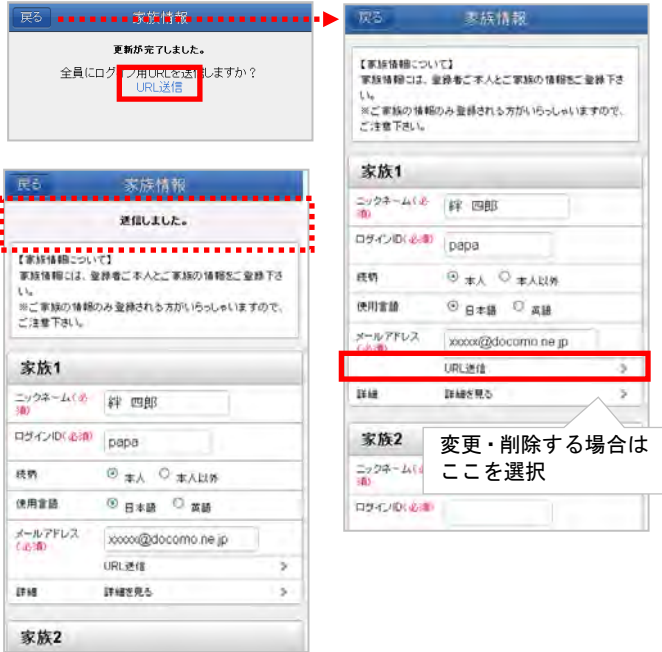 戻る
家族情報
更新が完了しました。
全員にログイン用URLを送信しますか?
URL送信
戻る
家族情報
送信しました。
【家族情報について】
家族情報には、登録者ご本人とご家族の情報をご登録下さ
い。
※ご家族の情報のみ登録される方がいらっしゃいますので、
ご注意下さい。
家族1
ニックネーム(必
須)
絆 四郎
ログインID(必須)
papa
続柄
本人
本人以外
使用言語
日本語
英語
メールアドレス
(必須)
xxxxx@docomo.ne.jp
URL送信
詳細
詳細を見る
家族2
戻る
家族情報
【家族情報について】
家族情報には、登録者ご本人とご家族の情報をご登録下さ
い。
※ご家族の情報のみ登録される方がいらっしゃいますので、
ご注意下さい。
家族1
ニックネーム(必
須)
絆 四郎
ログインID(必須)
papa
続柄
本人
本人以外
使用言語
日本語
英語
メールアドレス
(必須)
xxxxx@docomo.ne.jp
URL送信
詳細
詳細を見る
家族2
変更・削除する場合は
ここを選択
ニックネーム(必
須)
ログインID(必須)